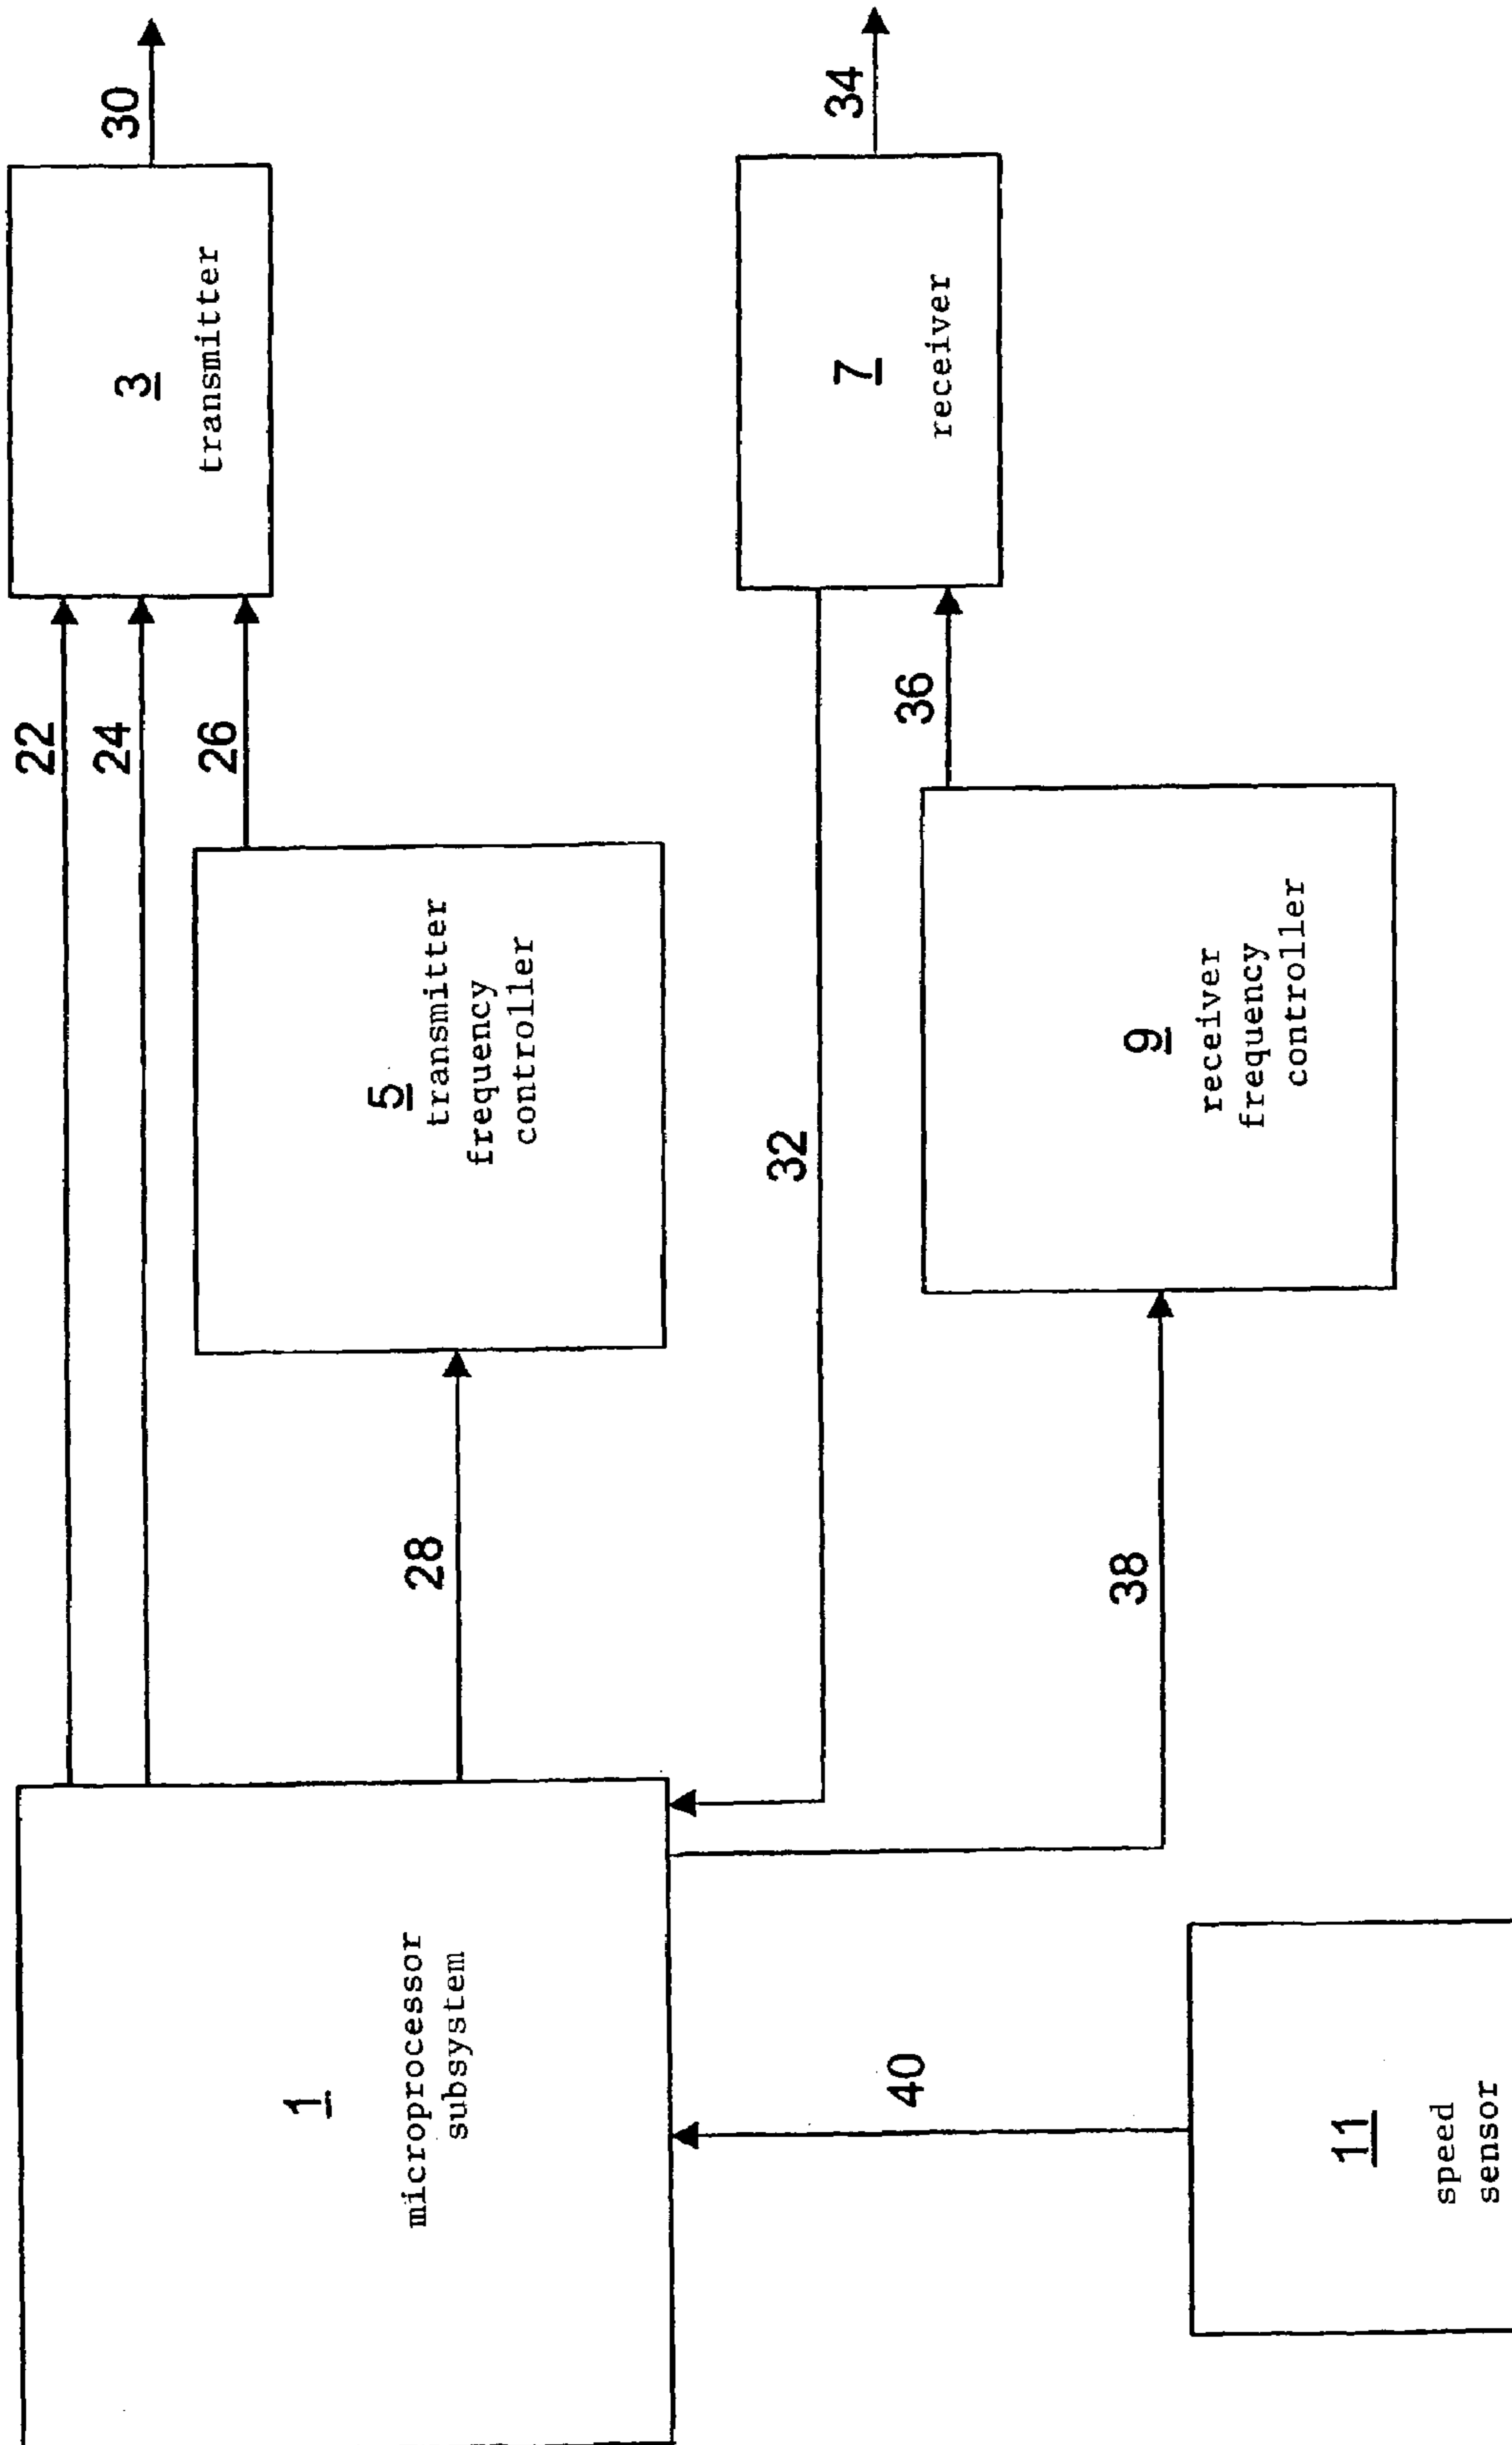 30
3
transmitter
22
24
26
5
transmitter
frequency
controller
28
1
microprocessor
subsystem
34
7
receiver
32
36
9
receiver
frequency
controller
38
40
11
speed
sensor